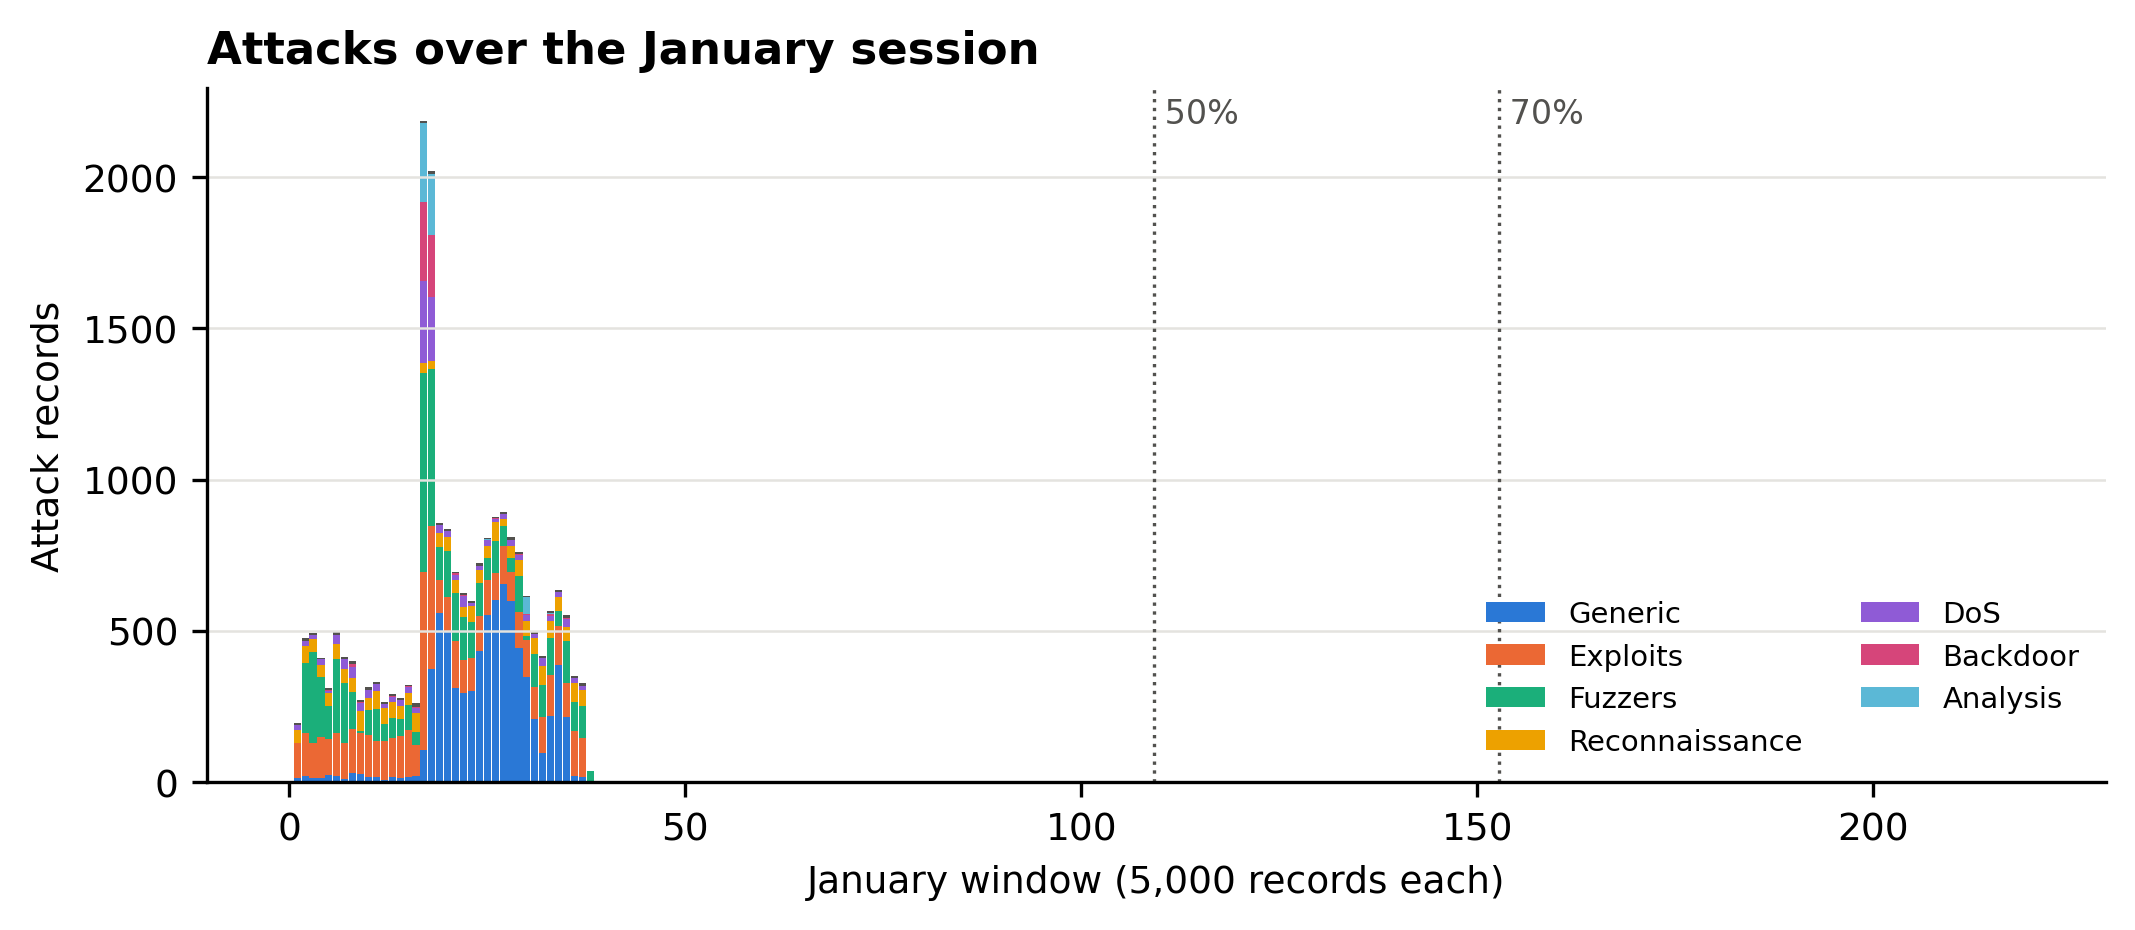 Attacks over the January session
50%
70%
2000
1500
1000
500
0
Attack records
Generic
Exploits
Fuzzers
Reconnaissance
DoS
Backdoor
Analysis
0 50 100 150 200
January window (5,000 records each)